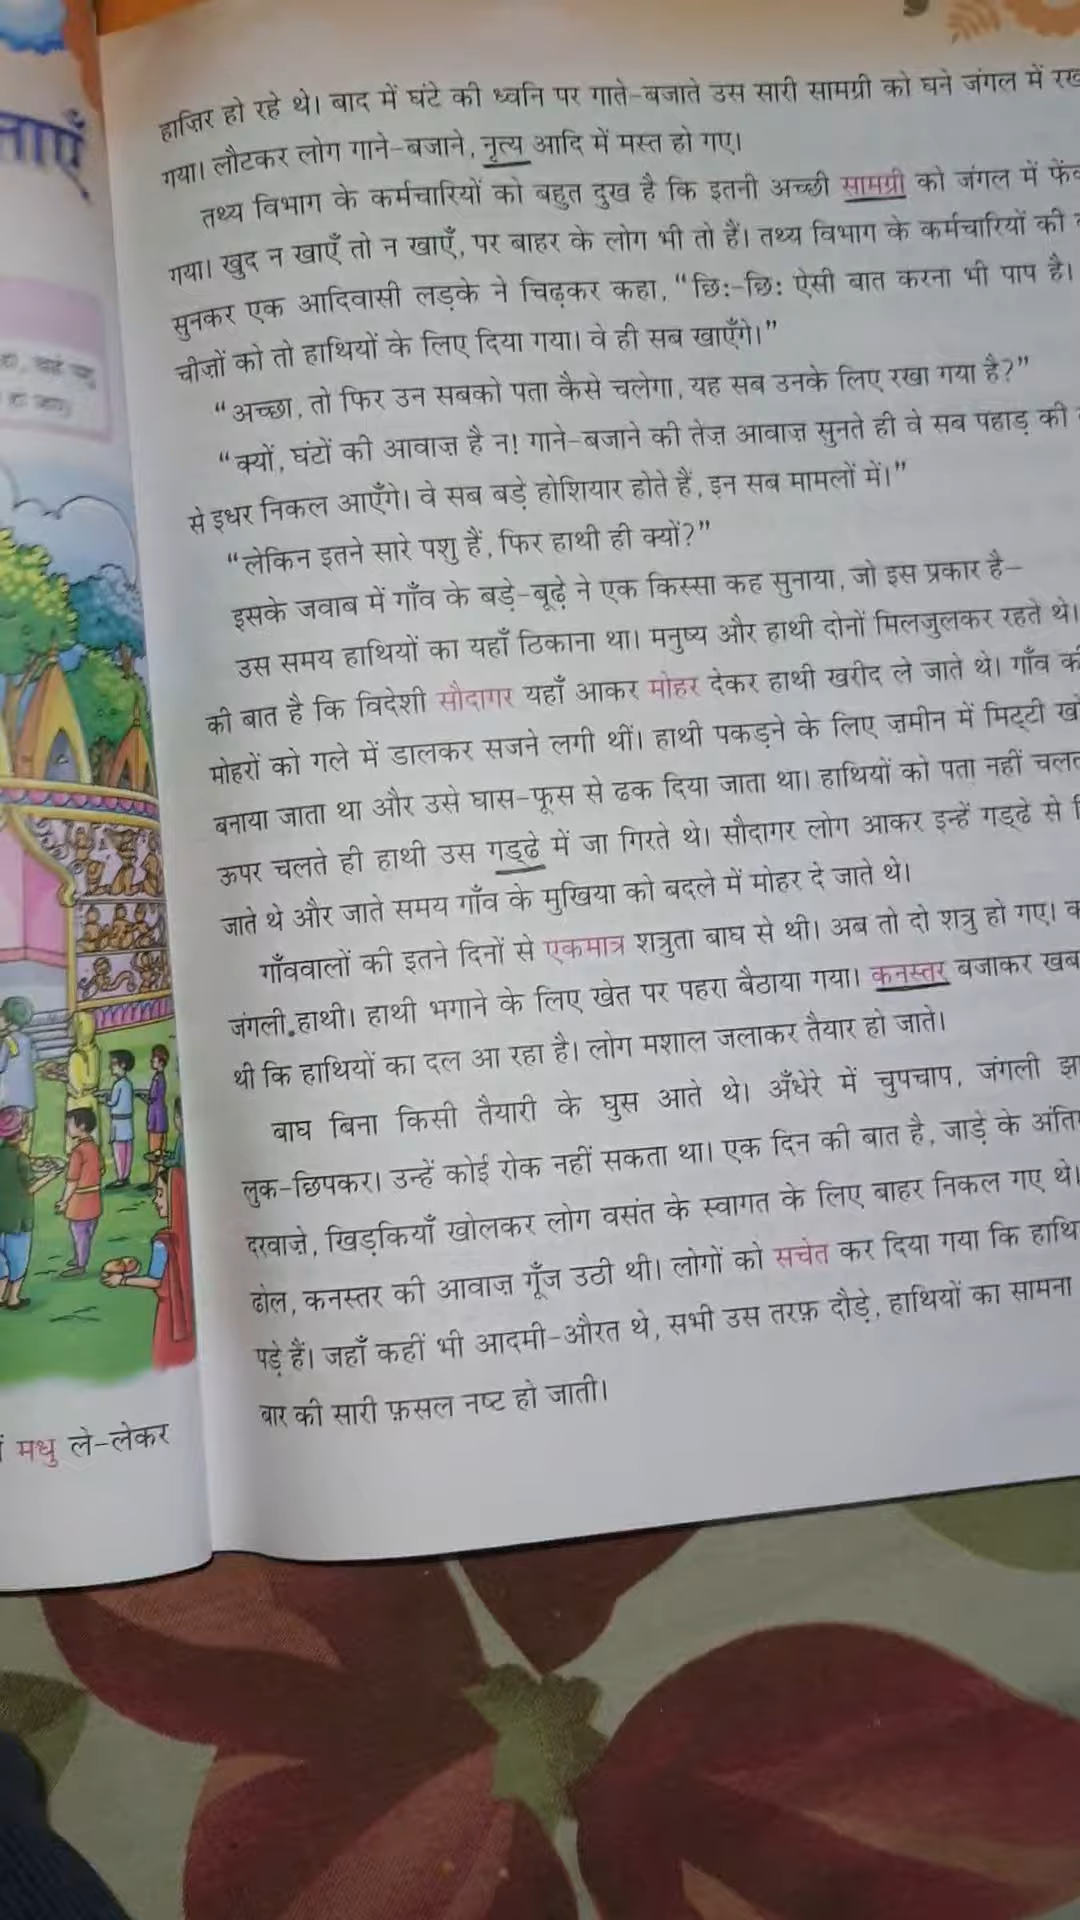 हाज़िर हो रहे थे। बाद में घंटे की ध्वनि पर गाते-बजाते उस सारी सामग्री को घने जंगल में
गया। लौटकर लोग गाने-बजाने, नृत्य आदि में मस्त हो गए।
तथ्य विभाग के कर्मचारियों को बहुत दुख है कि इतनी अच्छी सामग्री को जंगल में
गया। खुद न खाएँ तो न खाएँ, पर बाहर के लोग भी तो हैं। तथ्य विभाग के कर्मचारियों की
सुनकर एक आदिवासी लड़के ने चिढ़कर कहा, “छि:-छि: ऐसी बात करना भी पाप है।
चीज़ों को तो हाथियों के लिए दिया गया। वे ही सब खाएँगे।”
“अच्छा, तो फिर उन सबको पता कैसे चलेगा, यह सब उनके लिए रखा गया है?”
“क्यों, घंटों की आवाज़ है न! गाने-बजाने की तेज़ आवाज़ सुनते ही वे सब पहाड़ की
से इधर निकल आएँगे। वे सब बड़े होशियार होते हैं, इन सब मामलों में।”
“लेकिन इतने सारे पशु हैं, फिर हाथी ही क्यों?”
इसके जवाब में गाँव के बड़े-बूढ़े ने एक किस्सा कह सुनाया, जो इस प्रकार है–
उस समय हाथियों का यहाँ ठिकाना था। मनुष्य और हाथी दोनों मिलजुलकर रहते थे।
की बात है कि विदेशी सौदागर यहाँ आकर मोहर देकर हाथी खरीद ले जाते थे। गाँव
मोहरों को गले में डालकर सजने लगी थीं। हाथी पकड़ने के लिए ज़मीन में मिट्टी
बनाया जाता था और उसे घास-फूस से ढक दिया जाता था। हाथियों को पता नहीं
ऊपर चलते ही हाथी उस गड्ढे में जा गिरते थे। सौदागर लोग आकर इन्हें गड्ढे से
जाते थे और जाते समय गाँव के मुखिया को बदले में मोहर दे जाते थे।
गाँववालों की इतने दिनों से एकमात्र शत्रुता बाघ से थी। अब तो दो शत्रु हो गए।
जंगली हाथी। हाथी भगाने के लिए खेत पर पहरा बैठाया गया। कनस्तर बजाकर
थी कि हाथियों का दल आ रहा है। लोग मशाल जलाकर तैयार हो जाते।
बाघ बिना किसी तैयारी के घुस आते थे। अँधेरे में चुपचाप, जंगली
लुक-छिपकर। उन्हें कोई रोक नहीं सकता था। एक दिन की बात है, जाड़े के
दरवाज़े, खिड़कियाँ खोलकर लोग वसंत के स्वागत के लिए बाहर निकल गए थे।
ढोल, कनस्तर की आवाज़ गूँज उठी थी। लोगों को सचेत कर दिया गया कि
पड़े हैं। जहाँ कहीं भी आदमी-औरत थे, सभी उस तरफ़ दौड़े, हाथियों का सामना
बार की सारी फ़सल नष्ट हो जाती।
मधु ले-लेकर